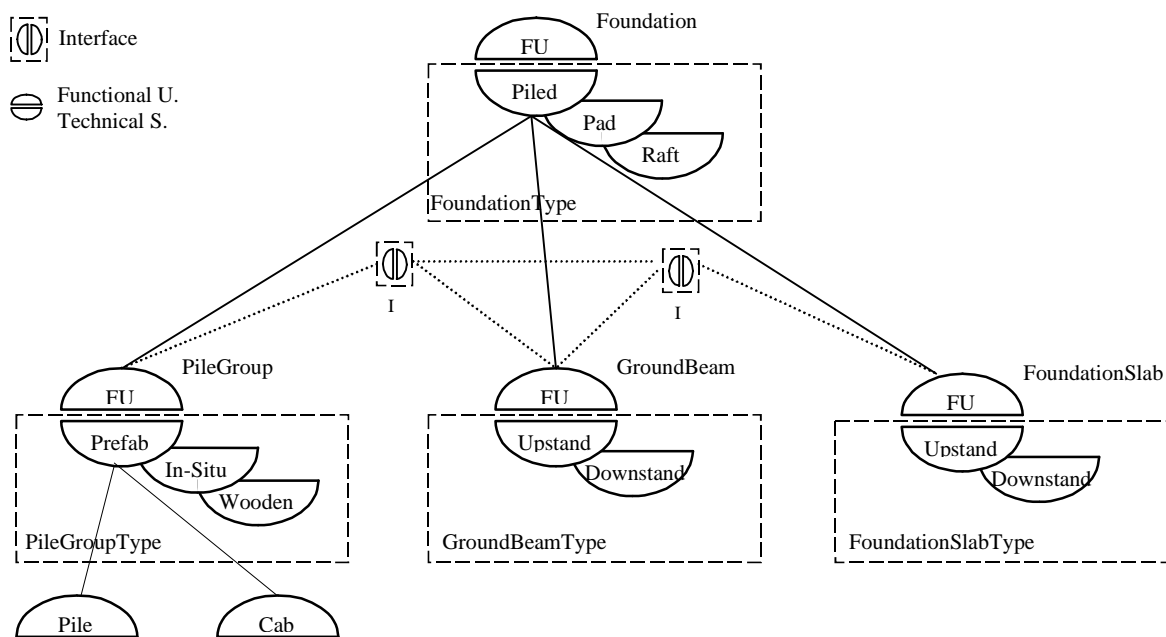 Foundation
Interface
FU
Functional U.
Technical S.
Piled
Pad
Raft
FoundationType
I
I
PileGroup
GroundBeam
FoundationSlab
FU
FU
FU
Prefab
Upstand
Upstand
In-Situ
Downstand
Downstand
Wooden
PileGroupType
GroundBeamType
FoundationSlabType
Pile
Cab